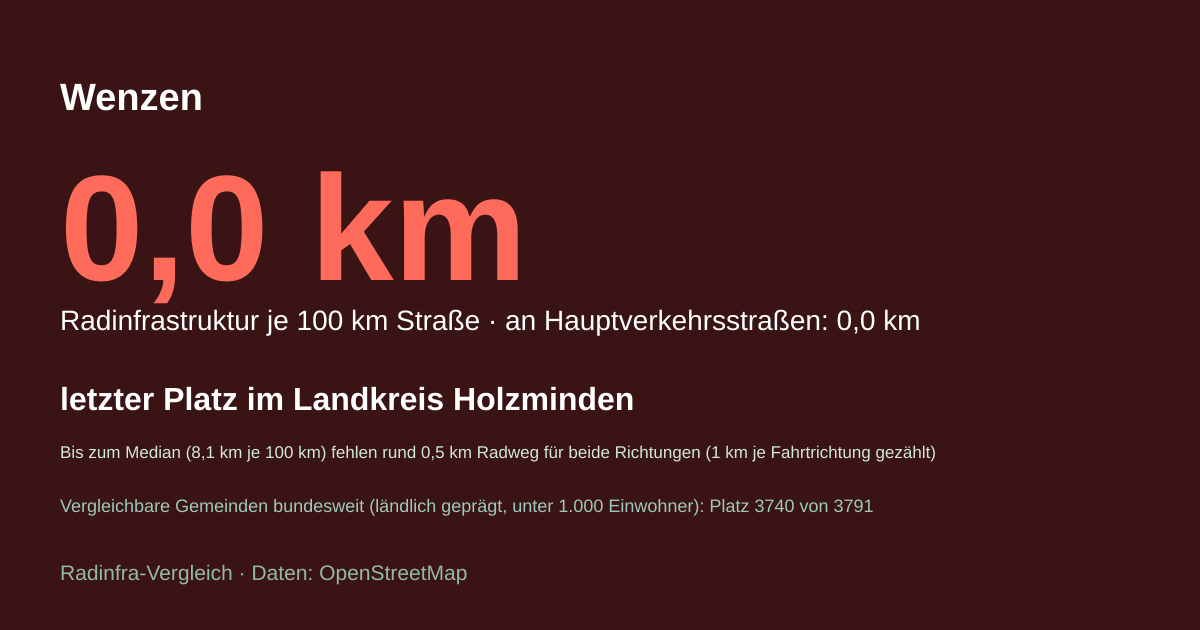 Wenzen
0,0 km
Radinfrastruktur je 100 km Straße · an Hauptverkehrsstraßen: 0,0 km
letzter Platz im Landkreis Holzminden
Bis zum Median (8,1 km je 100 km) fehlen rund 0,5 km Radweg für beide Richtungen (1 km je Fahrtrichtung gezählt)
Vergleichbare Gemeinden bundesweit (ländlich geprägt, unter 1.000 Einwohner): Platz 3740 von 3791
Radinfra-Vergleich · Daten: OpenStreetMap